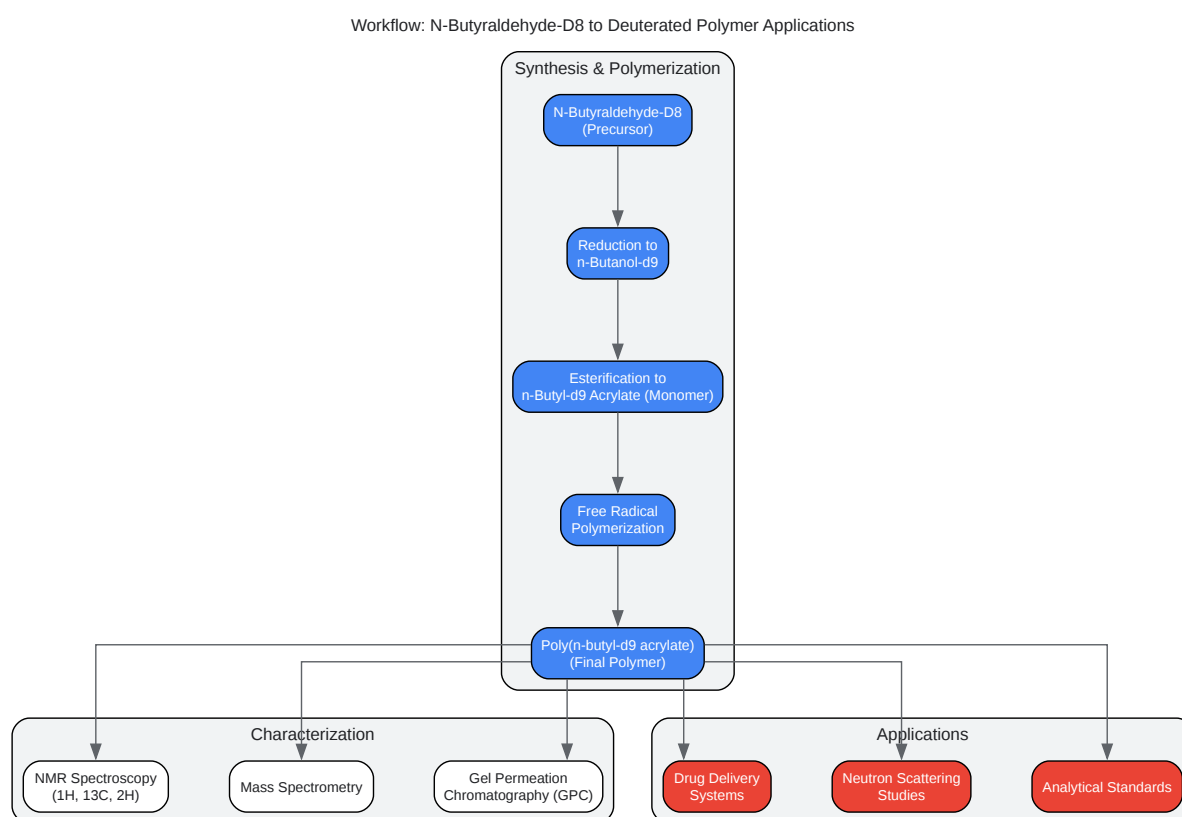 Workflow: N-Butyraldehyde-D8 to Deuterated Polymer Applications
Synthesis & Polymerization
N-Butyraldehyde-D8
(Precursor)
Reduction to
n-Butanol-d9
Esterification to
n-Butyl-d9 Acrylate (Monomer)
Free Radical
Polymerization
Poly(n-butyl-d9 acrylate)
(Final Polymer)
Characterization
NMR Spectroscopy
(1H, 13C, 2H)
Mass Spectrometry
Gel Permeation
Chromatography (GPC)
Applications
Drug Delivery
Systems
Neutron Scattering
Studies
Analytical Standards